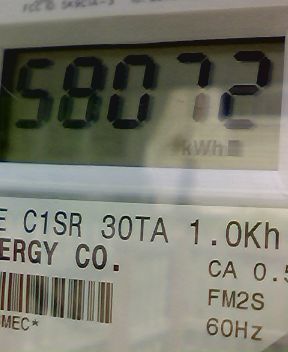 58072
kWh
E C1SR 30TA 1.0Kh
ERGY CO.
CA 0.5
FM2S
60Hz
MEC*